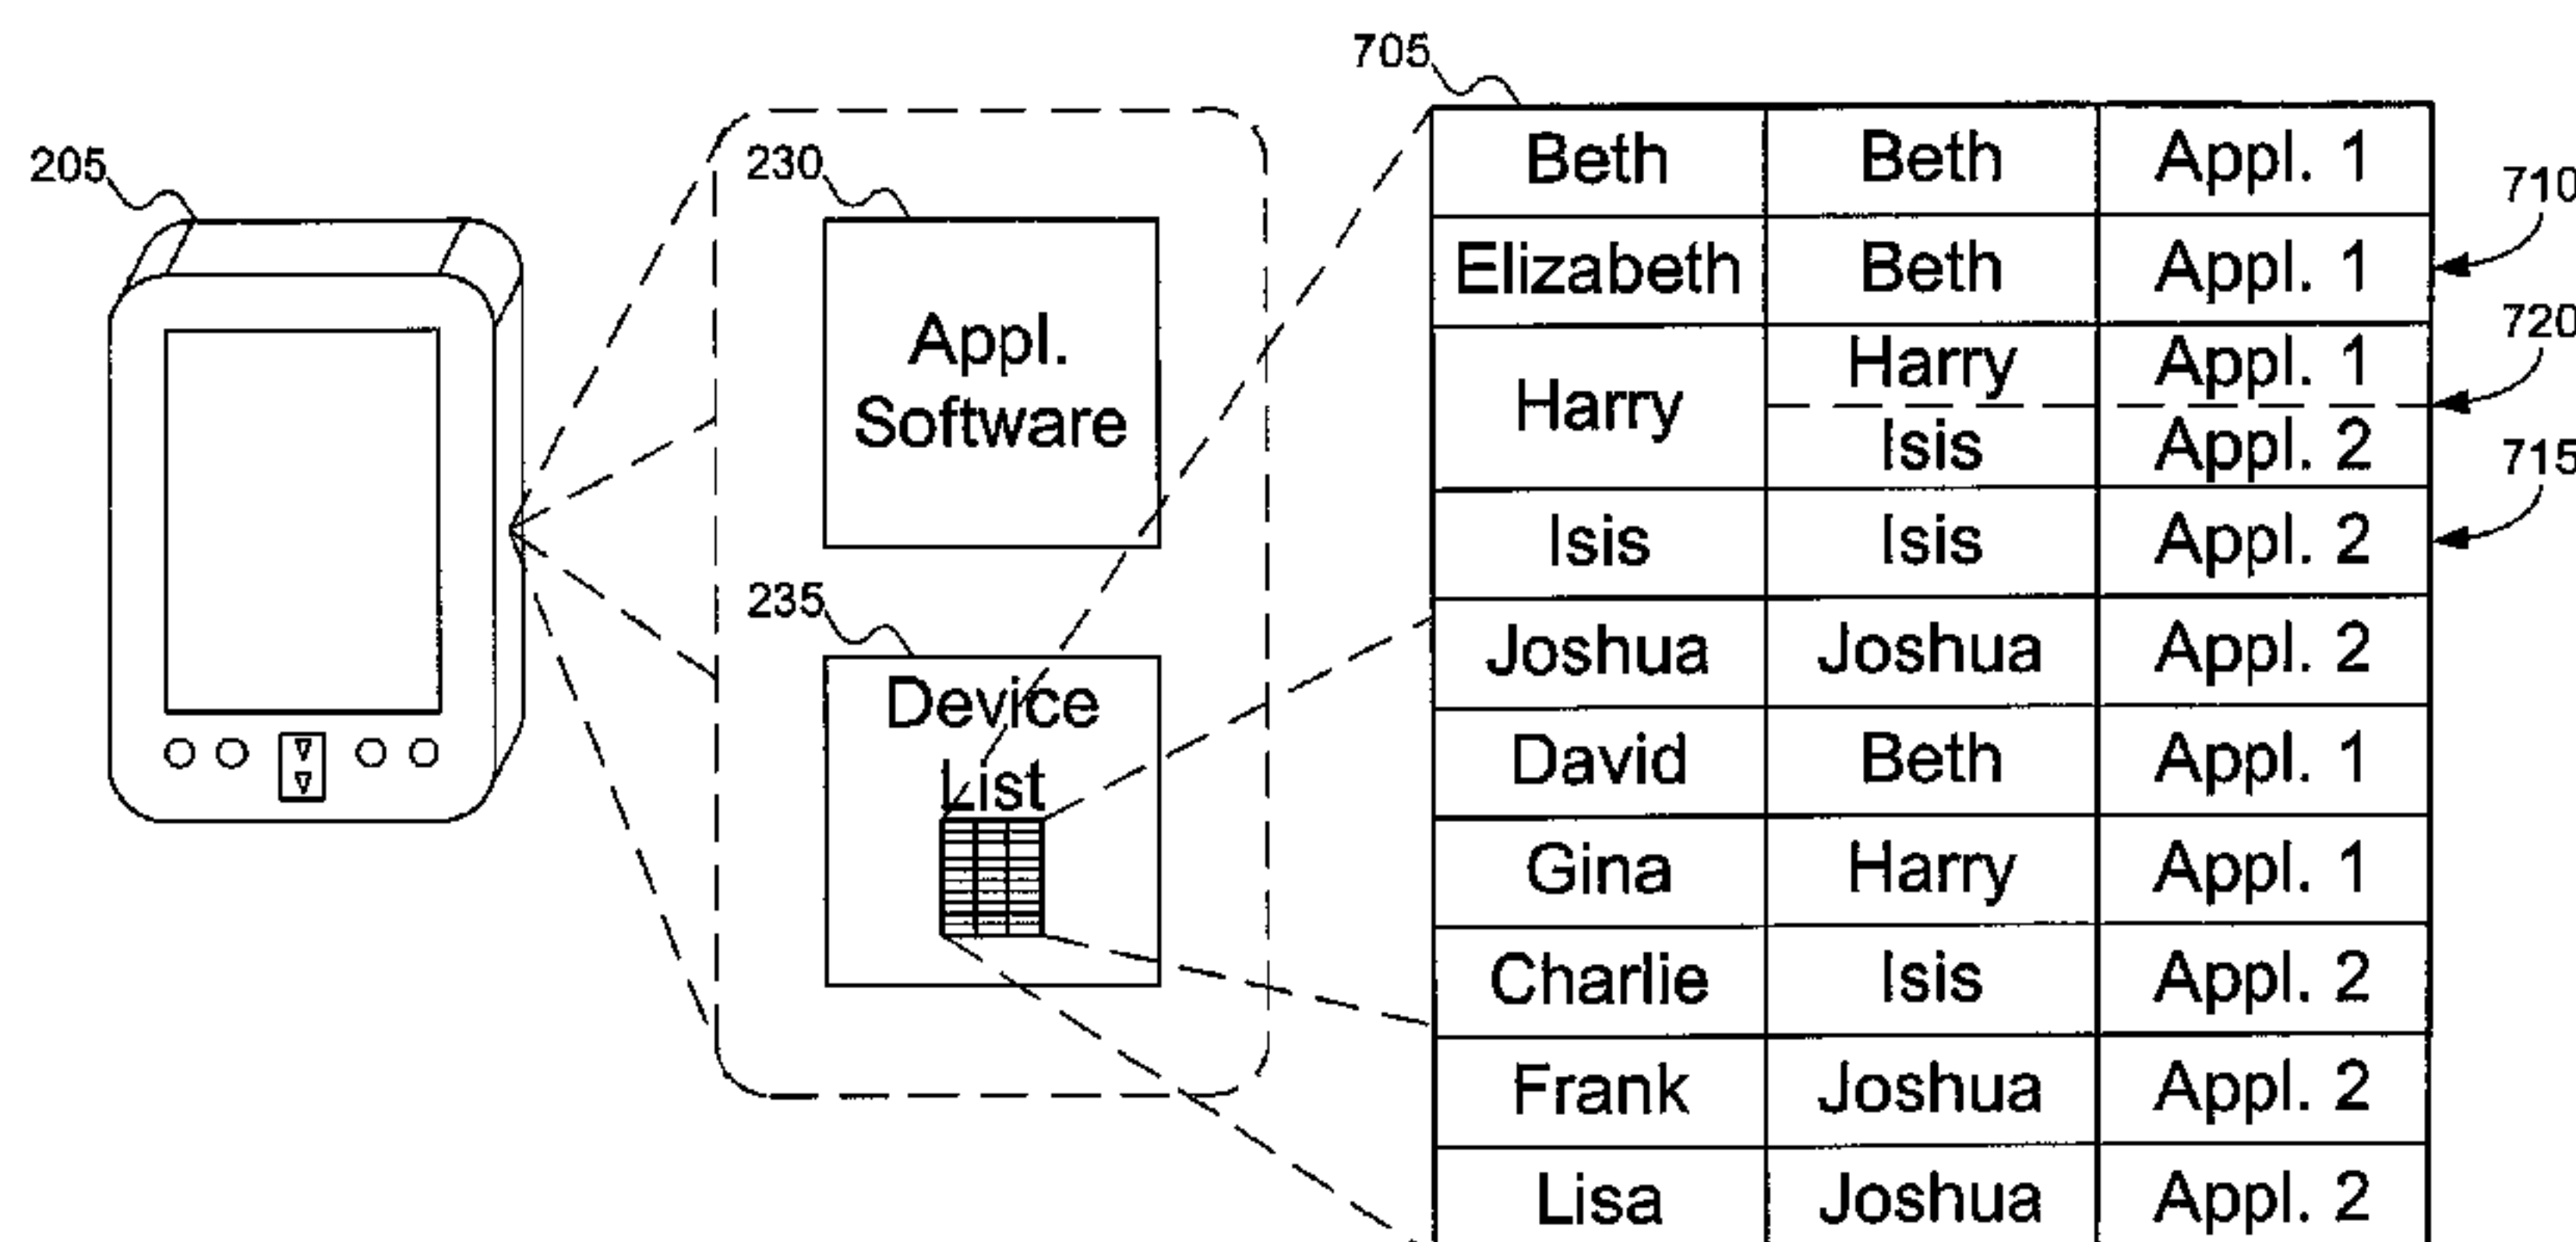 705
205
230
Appl.
Software
235
Device
List
Beth Beth Appl. 1
710
Elizabeth Beth Appl. 1
720
Harry Harry Appl. 1
Isis Appl. 2
715
Isis Isis Appl. 2
Joshua Joshua Appl. 2
David Beth Appl. 1
Gina Harry Appl. 1
Charlie Isis Appl. 2
Frank Joshua Appl. 2
Lisa Joshua Appl. 2